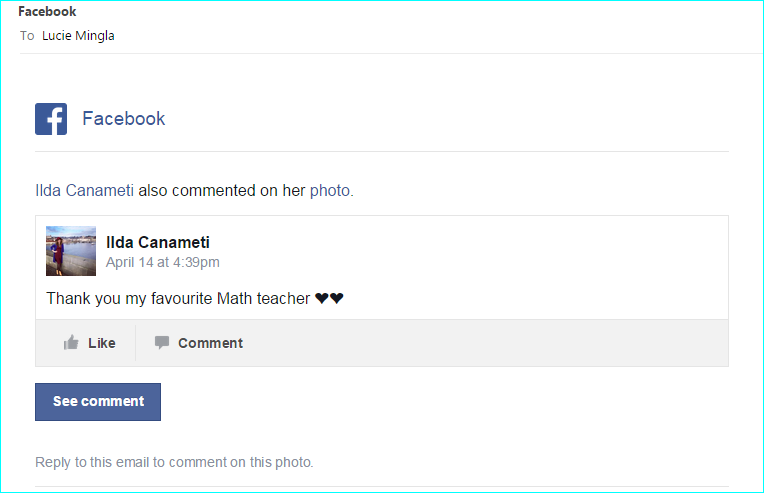 Facebook
To Lucie Mingla
Facebook
Ilda Canameti also commented on her photo.
Ilda Canameti
April 14 at 4:39pm
Thank you my favourite Math teacher ❤❤
Like Comment
See comment
Reply to this email to comment on this photo.